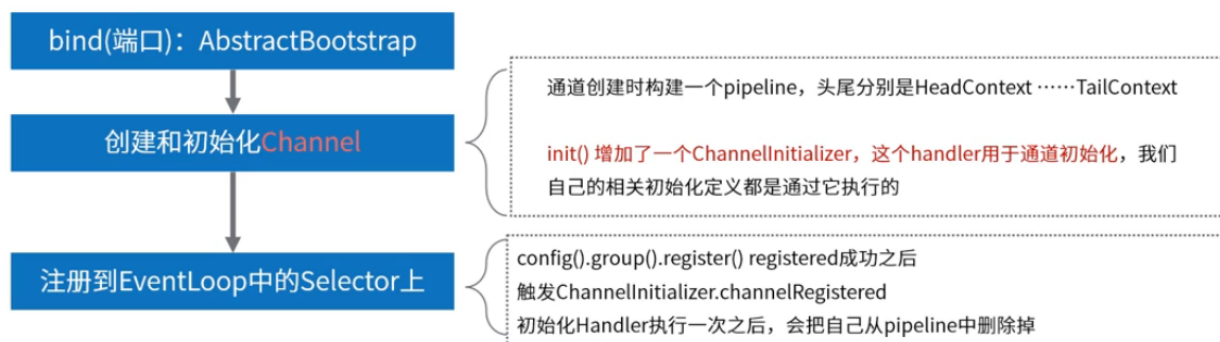 bind(端口)：AbstractBootstrap
通道创建时构建一个pipeline，头尾分别是HeadContext ……TailContext
创建和初始化Channel
init() 增加了一个ChannelInitializer，这个handler用于通道初始化，我们
自己的相关初始化定义都是通过它执行的
注册到EventLoop中的Selector上
config().group().register() registered成功之后
触发ChannelInitializer.channelRegistered
初始化Handler执行一次之后，会把自己从pipeline中删除掉